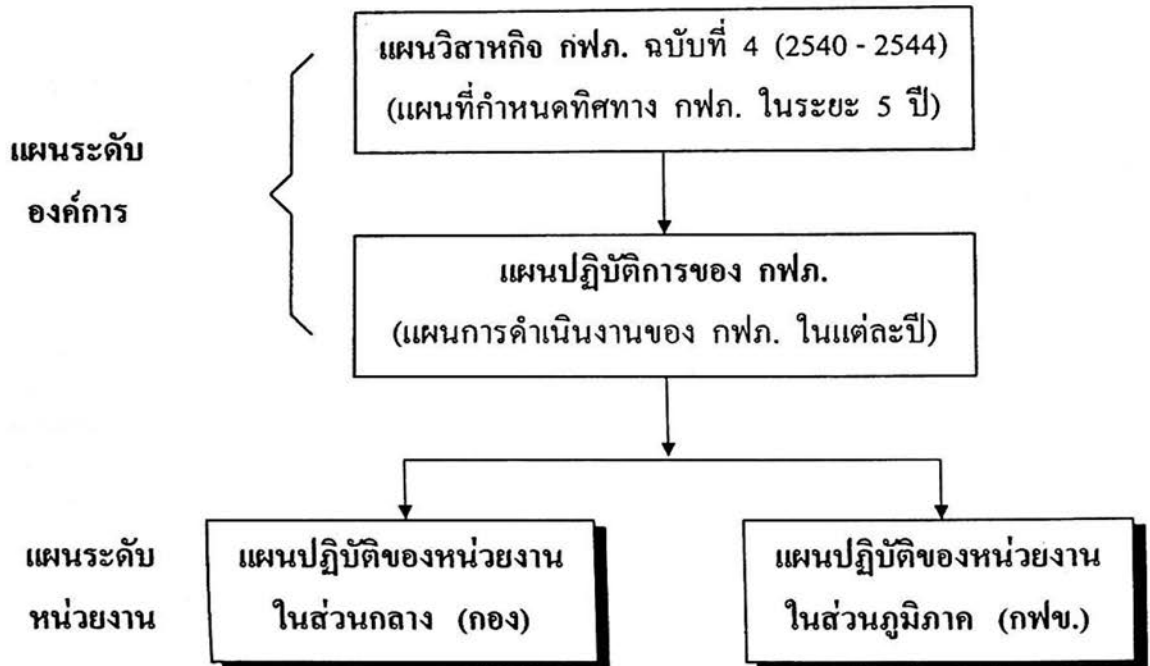 แผนวิสาหกิจ กฟภ. ฉบับที่ 4 (2540 - 2544)
(แผนที่กำหนดทิศทาง กฟภ. ในระยะ 5 ปี)
แผนระดับ
องค์การ
แผนปฏิบัติการของ กฟภ.
(แผนการดำเนินงานของ กฟภ. ในแต่ละปี)
แผนระดับ
หน่วยงาน
แผนปฏิบัติของหน่วยงาน
ในส่วนกลาง (กอง)
แผนปฏิบัติของหน่วยงาน
ในส่วนภูมิภาค (กฟข.)